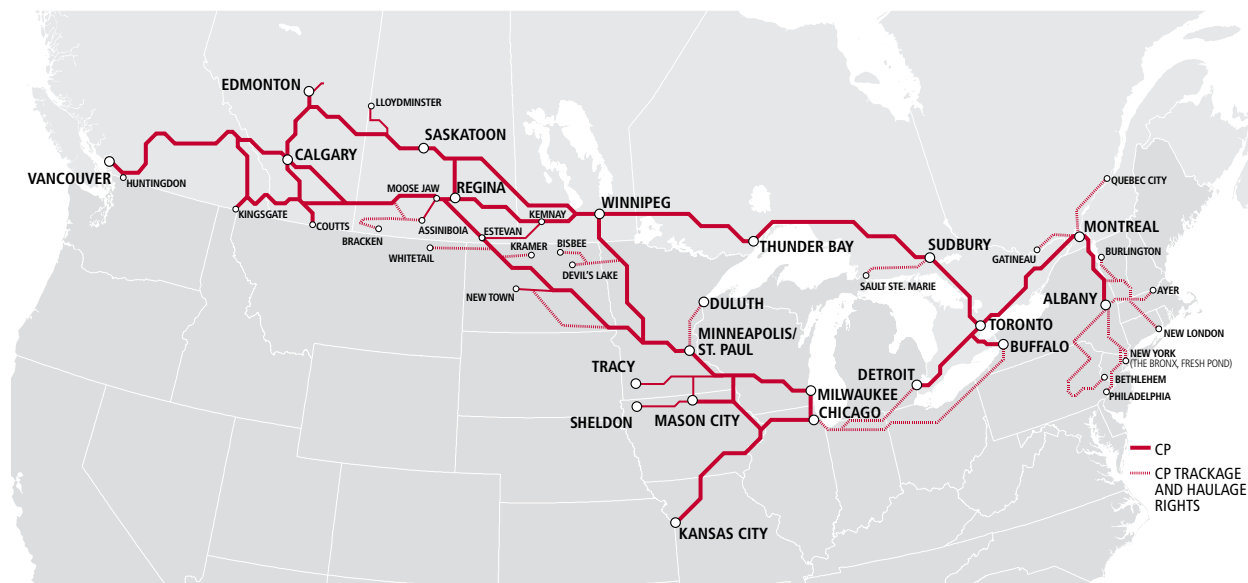 EDMONTON
LLOYDMINSTER
SASKATOON
CALGARY
VANCOUVER
HUNTINGDON
MOOSE JAW
REGINA
QUEBEC CITY
KINGSGATE
COUTTS
BRACKEN
ASSINIBOIA
ESTEVAN
KEMNAY
WINNIPEG
WHITETAIL
KRAMER
BISBEE
DEVIL'S LAKE
THUNDER BAY
SUDBURY
SAULT STE. MARIE
GATINEAU
MONTREAL
BURLINGTON
NEW TOWN
DULUTH
AYER
ALBANY
MINNEAPOLIS/
ST. PAUL
TORONTO
BUFFALO
NEW LONDON
NEW YORK
(THE BRONX, FRESH POND)
TRACY
DETROIT
BETHLEHEM
PHILADELPHIA
SHELDON
MASON CITY
MILWAUKEE
CHICAGO
KANSAS CITY
CP
CP TRACKAGE
AND HAULAGE
RIGHTS